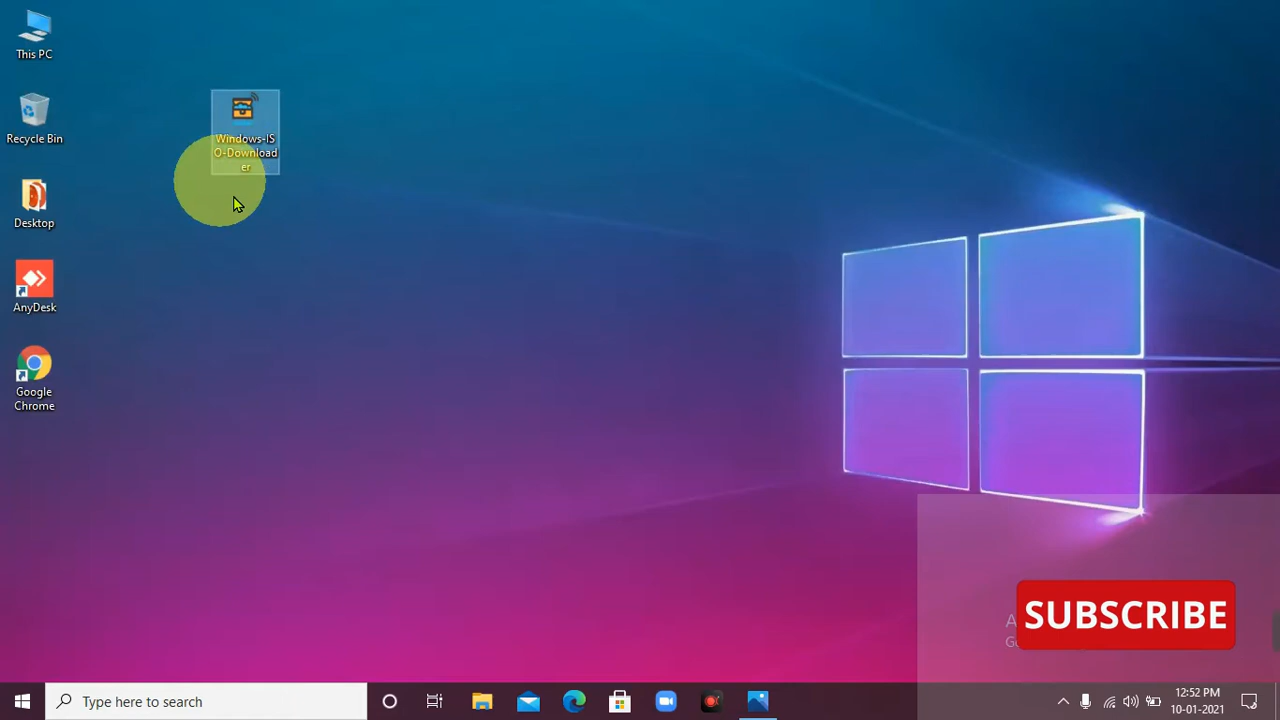 This PC
Recycle Bin
Desktop
AnyDesk
Google
Chrome
Windows-IS
O-Download
er
SUBSCRIBE
Type here to search
12:52 PM
10-01-2021